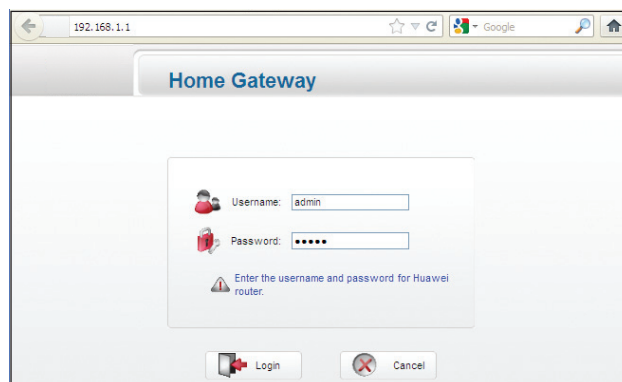 192.168.1.1
Google
Home Gateway
Username: admin
Password: •••••
Enter the username and password for Huawei
router.
Login
Cancel